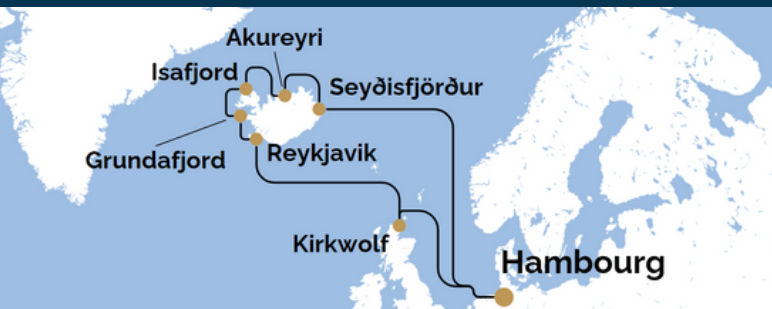 Akureyri
Isafjord
Seyðisfjörður
Grundafjord
Reykjavik
Kirkwolf
Hambourg